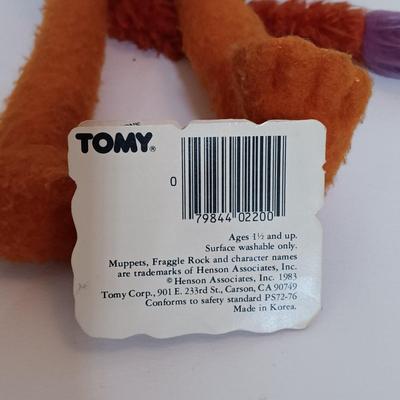 TOMY®
0
79844 02200
Ages 1½ and up.
Surface washable only.
Muppets, Fraggle Rock and character names
are trademarks of Henson Associates, Inc.
© Henson Associates, Inc. 1983
Tomy Corp., 901 E. 233rd St., Carson, CA 90749
Conforms to safety standard PS72-76
Made in Korea.